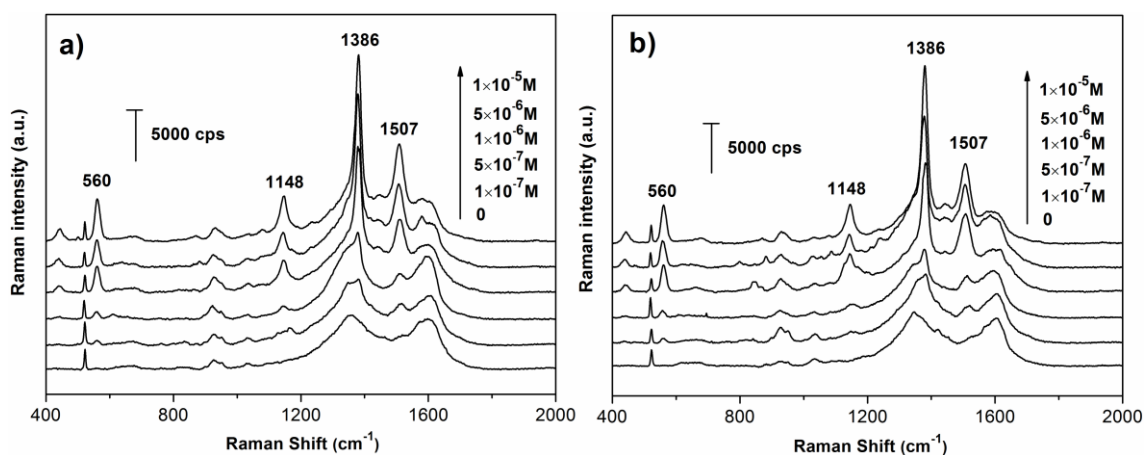 a)
1386
1×10⁻⁵M
5×10⁻⁶M
1×10⁻⁶M
5×10⁻⁷M
1×10⁻⁷M
0
5000 cps
1507
560
1148
Raman intensity (a.u.)
400 800 1200 1600 2000
Raman Shift (cm⁻¹)
b)
1386
1×10⁻⁵M
5×10⁻⁶M
1×10⁻⁶M
5×10⁻⁷M
1×10⁻⁷M
0
5000 cps
1507
560
1148
Raman intensity (a.u.)
400 800 1200 1600 2000
Raman Shift (cm⁻¹)